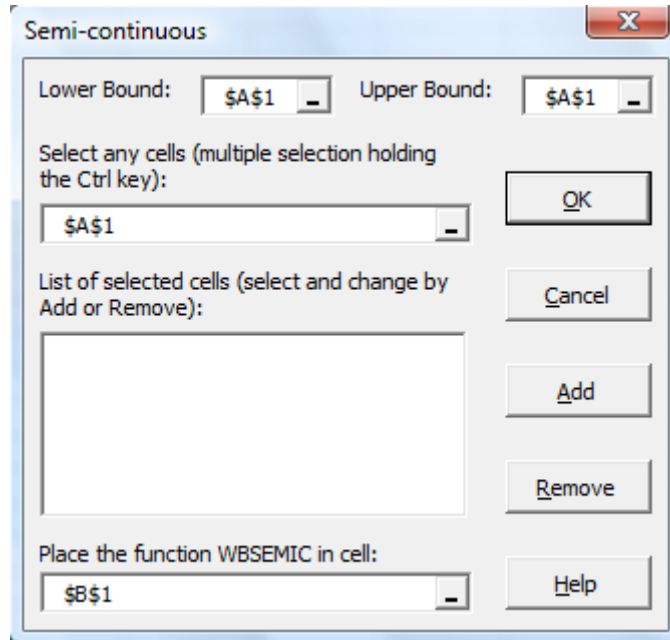 Semi-continuous
Lower Bound: $A$1 Upper Bound: $A$1
Select any cells (multiple selection holding
the Ctrl key):
$A$1
OK
List of selected cells (select and change by
Add or Remove):
Cancel
Add
Remove
Place the function WBSEMIC in cell:
$B$1
Help